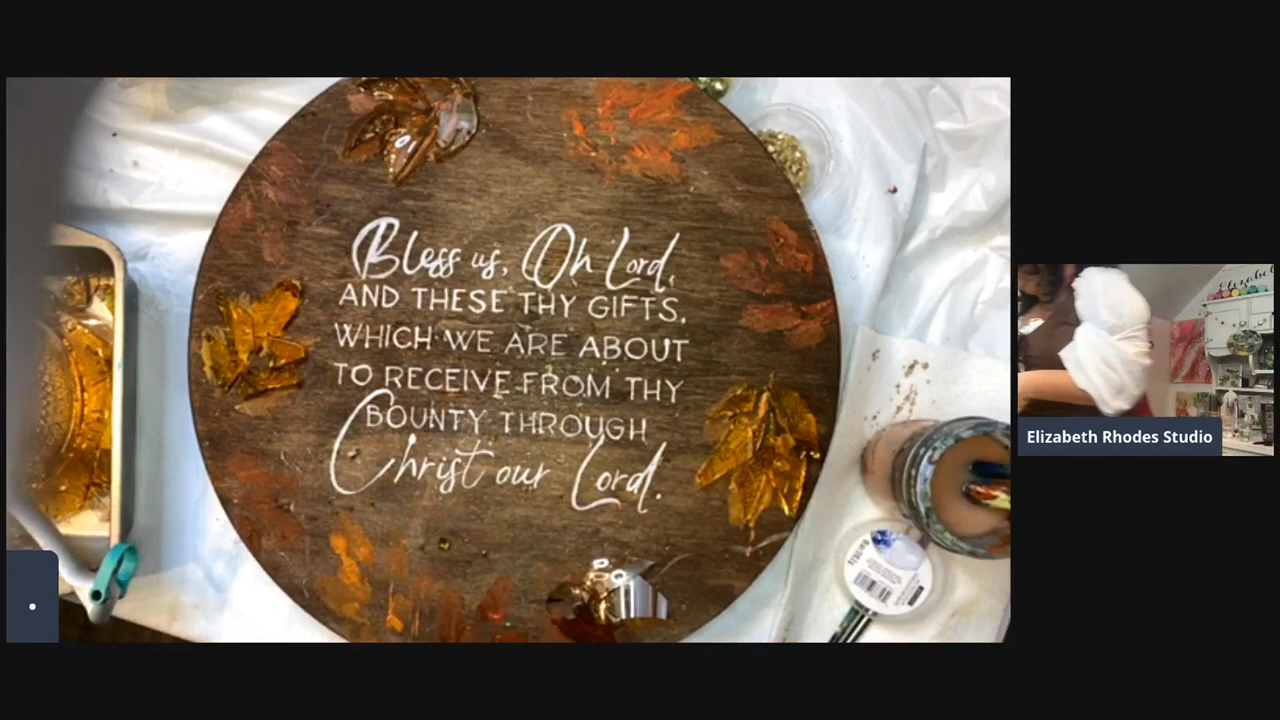 Bless us, Oh Lord,
AND THESE THY GIFTS,
WHICH WE ARE ABOUT
TO RECEIVE FROM THY
BOUNTY THROUGH
Christ our Lord.
Elizabeth Rhodes Studio